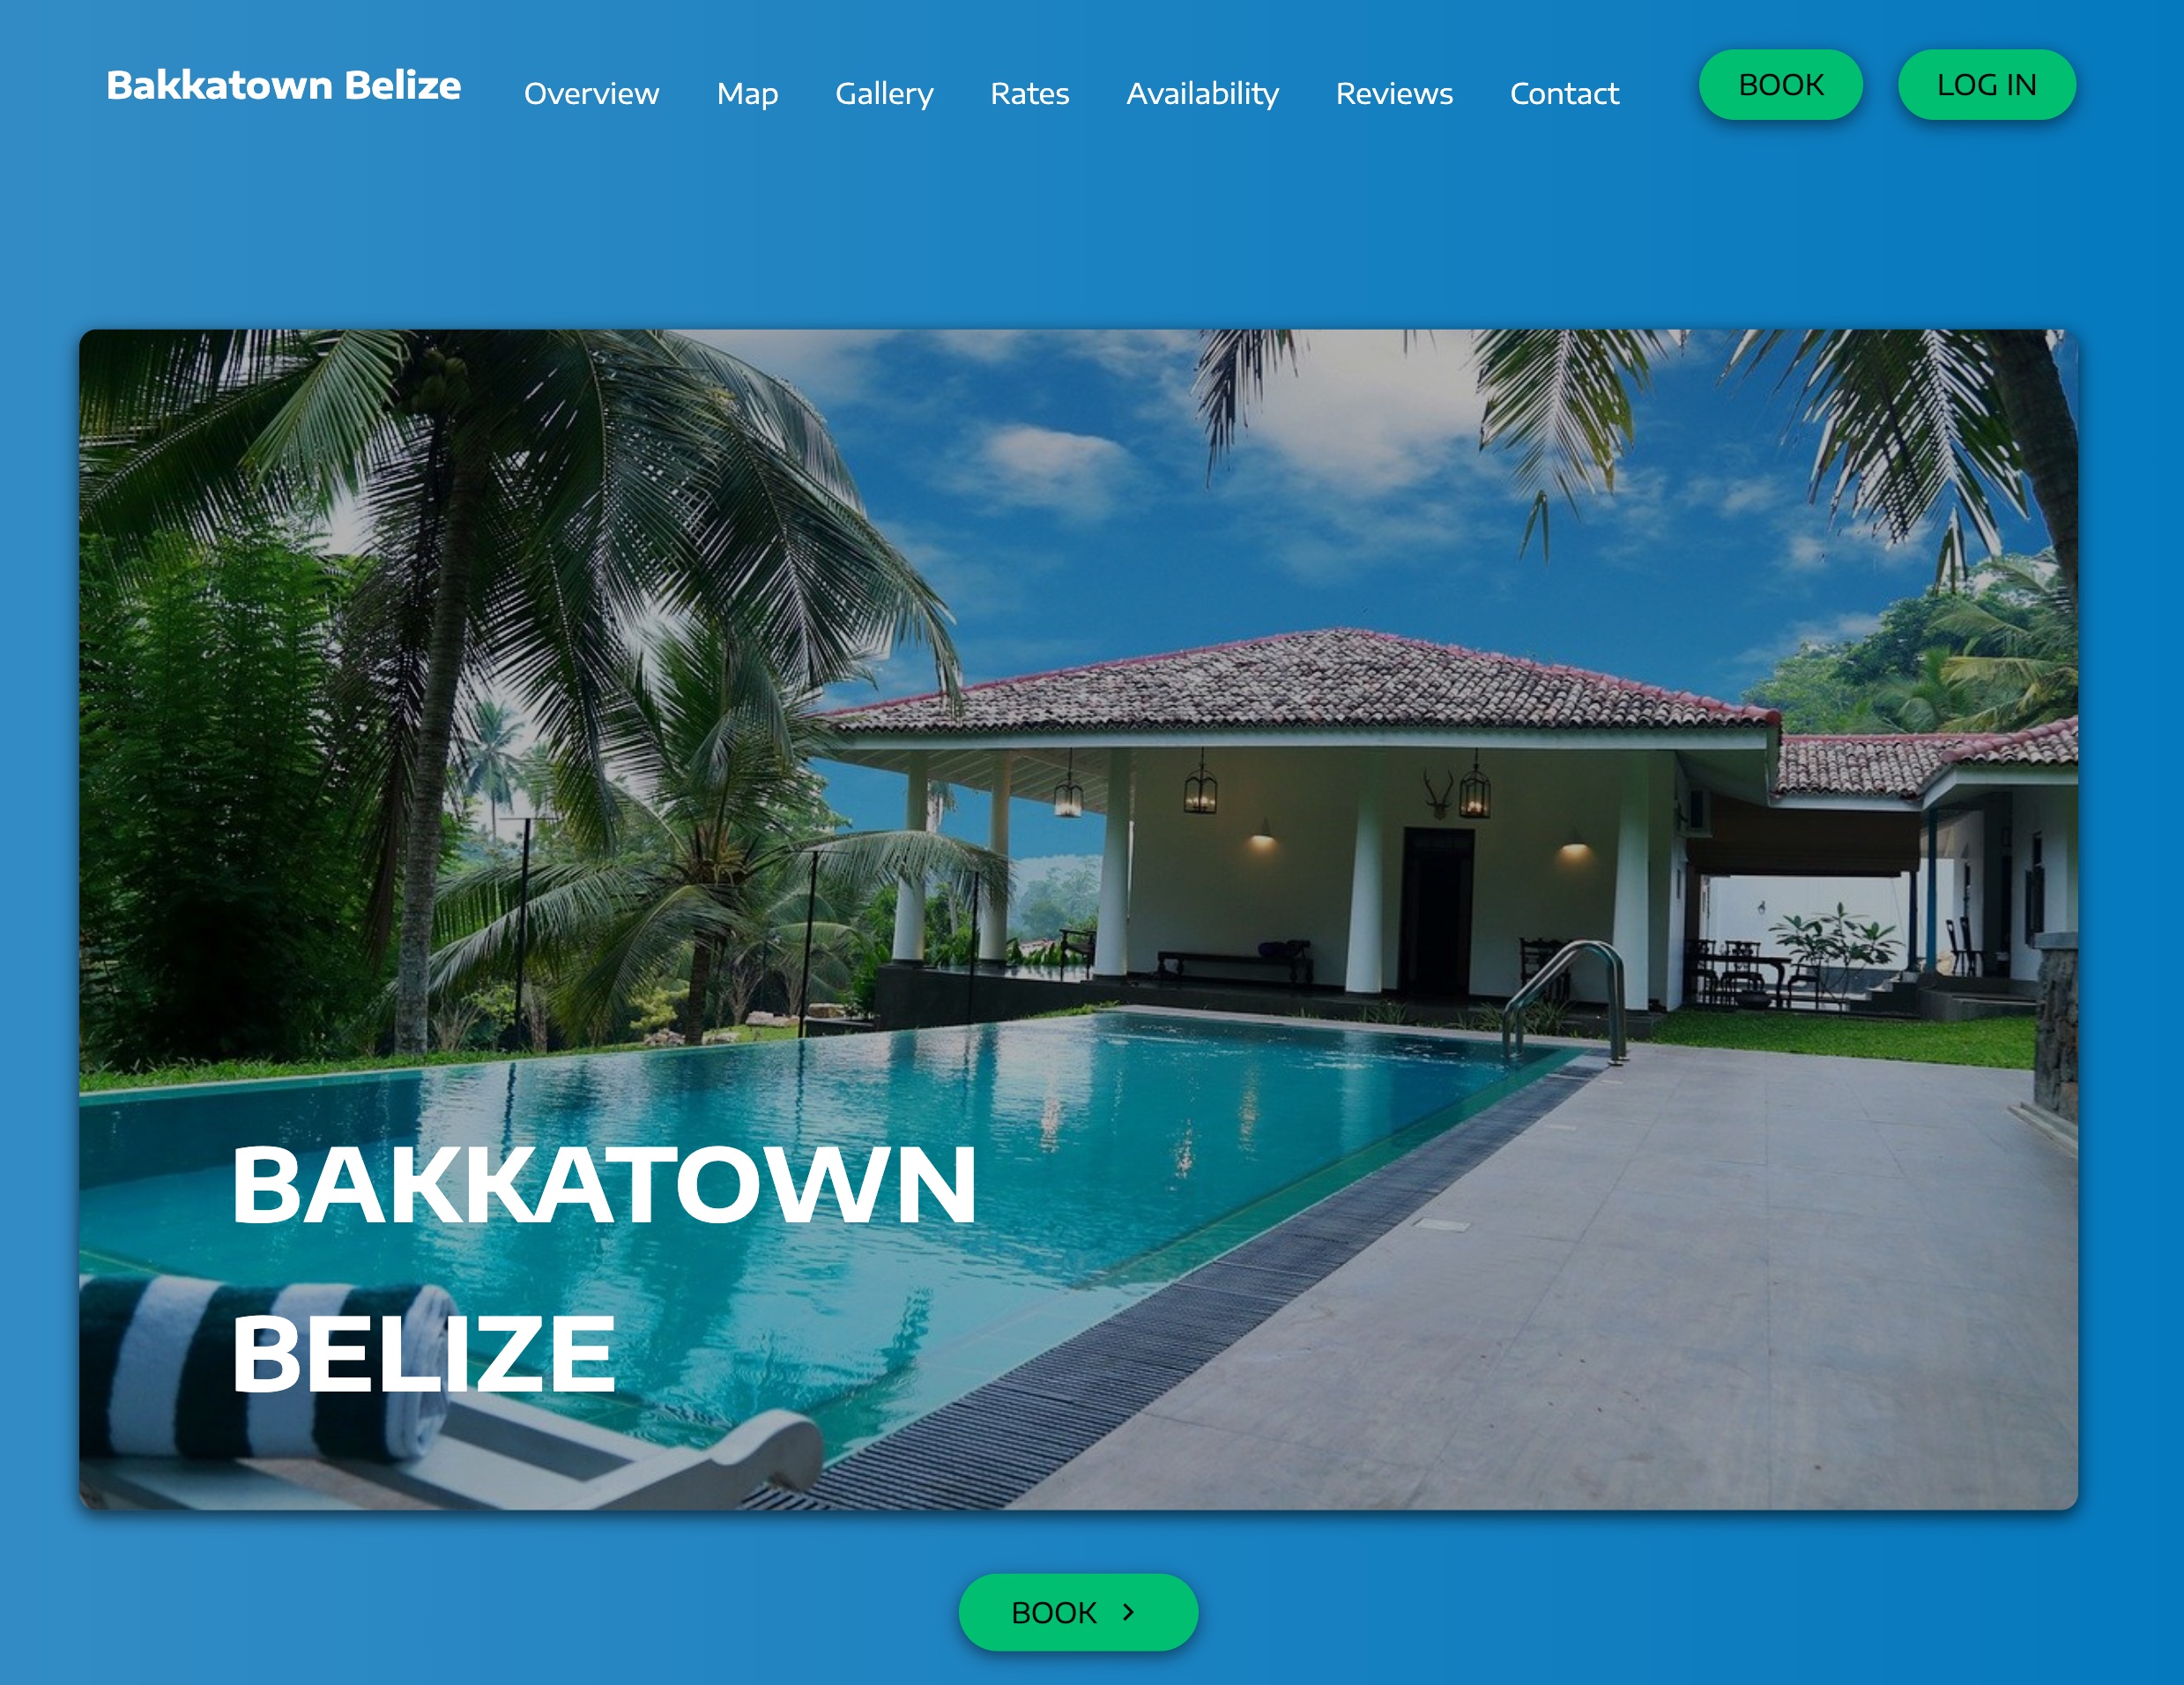 Bakkatown Belize Overview Map Gallery Rates Availability Reviews Contact BOOK LOG IN
BAKKATOWN
BELIZE
BOOK